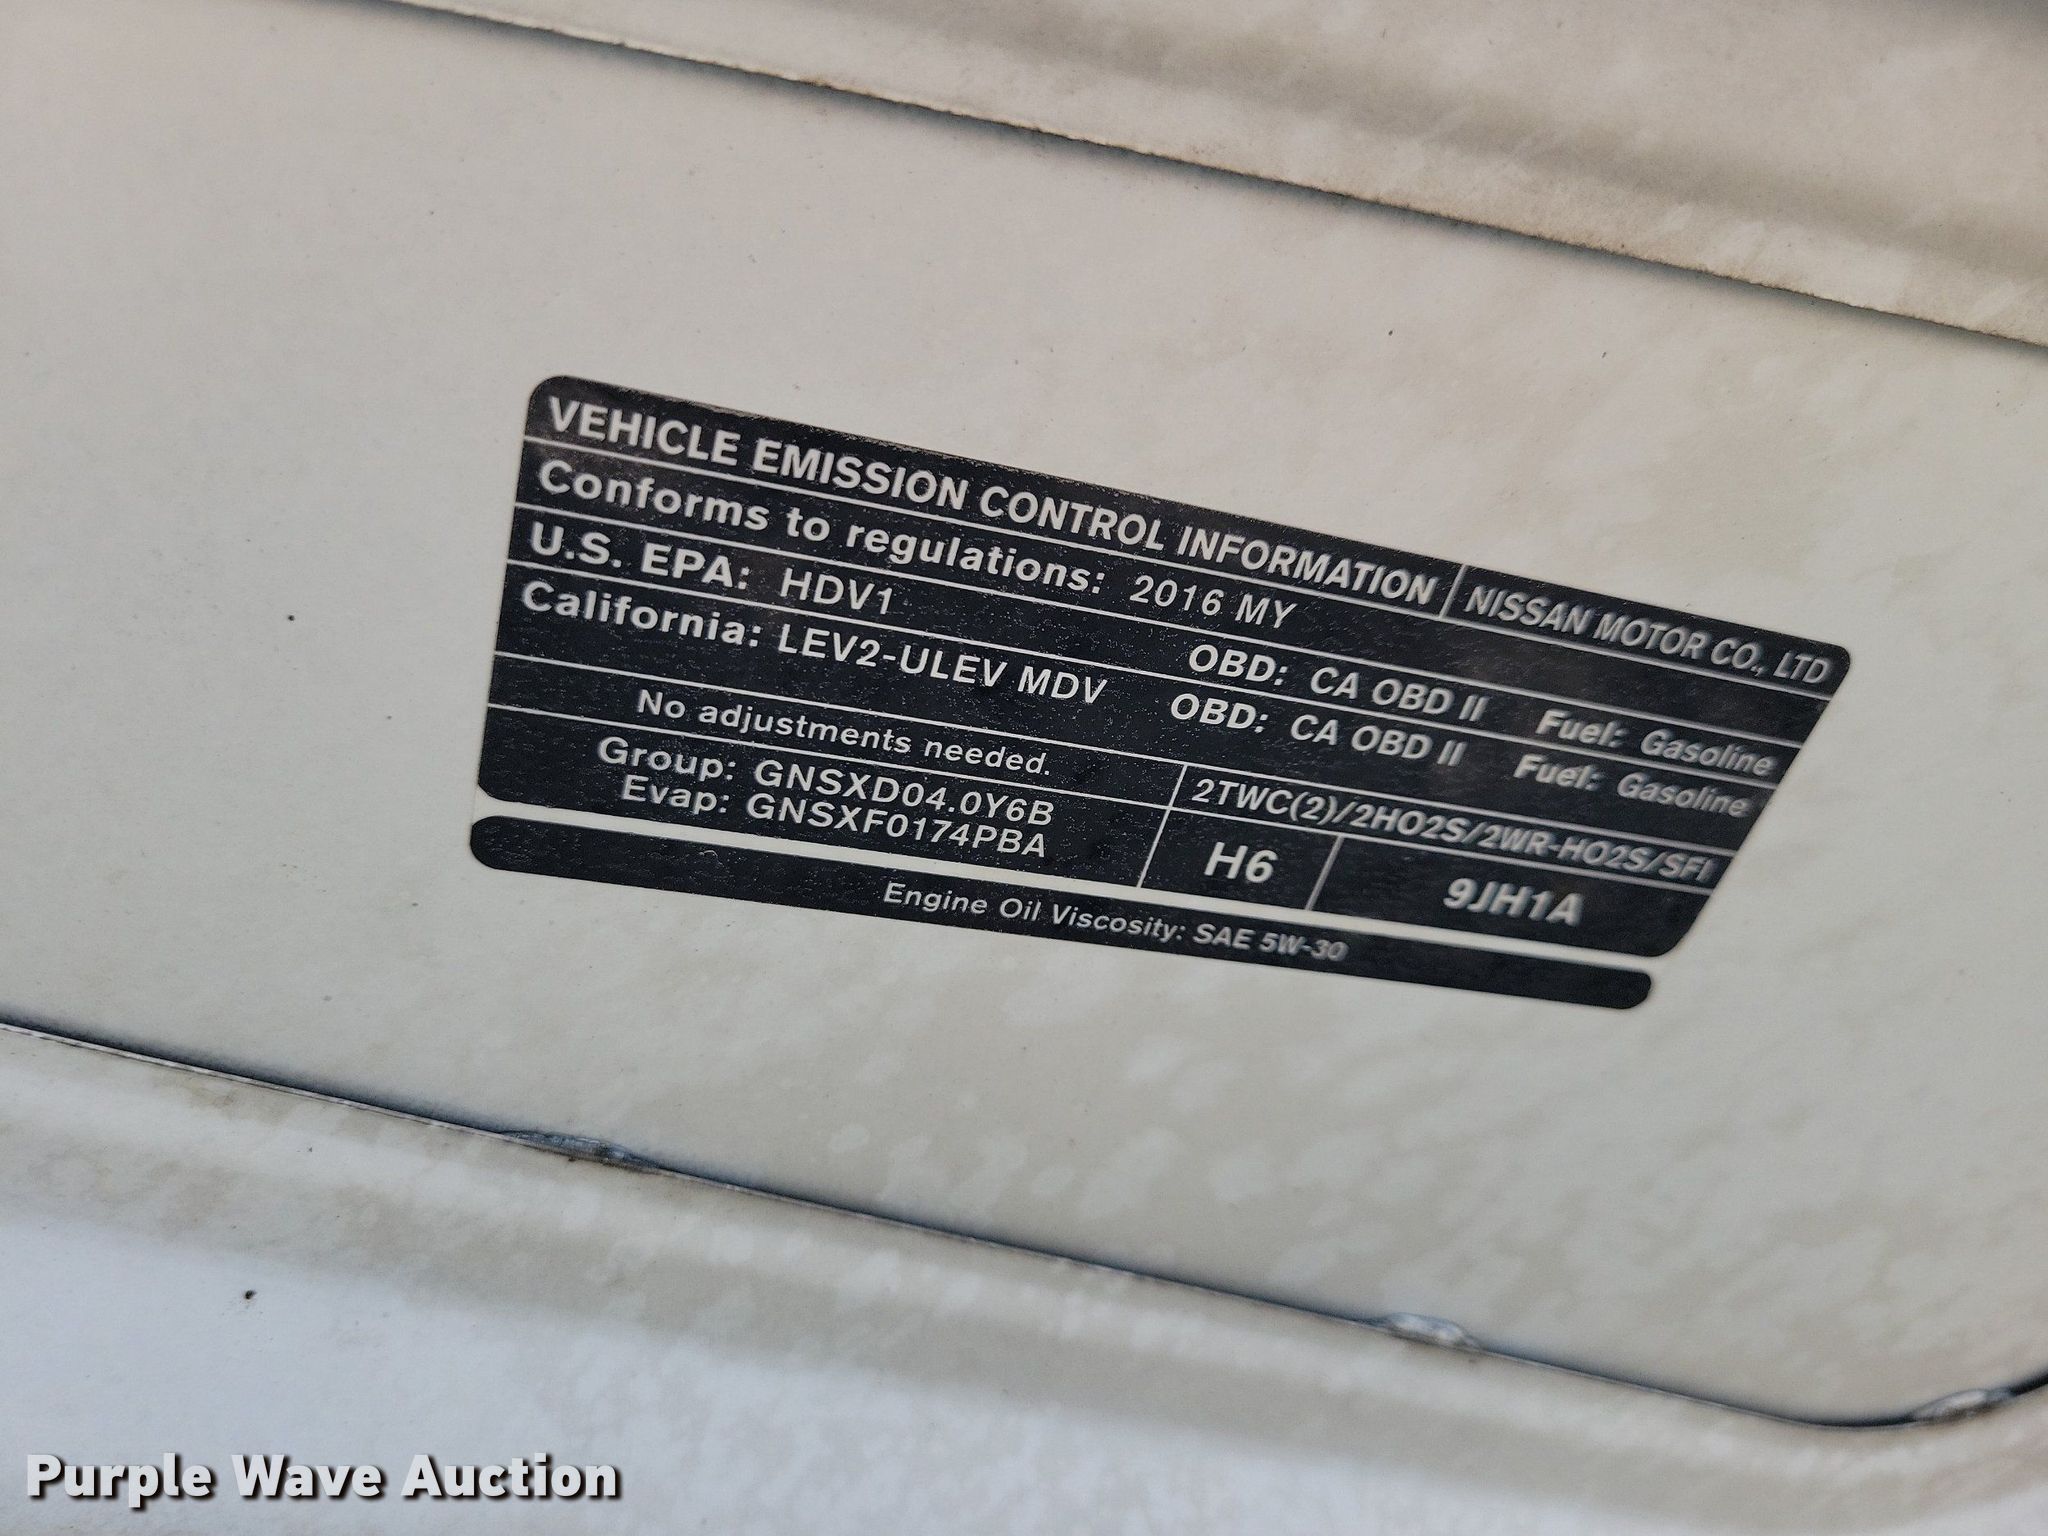 VEHICLE EMISSION CONTROL INFORMATION NISSAN MOTOR CO., LTD
Conforms to regulations: 2016 MY
U.S. EPA: HDV1 OBD: CA OBD II Fuel: Gasoline
California: LEV2-ULEV MDV OBD: CA OBD II Fuel: Gasoline
No adjustments needed. 2TWC(2)/2HO2S/2WR-HO2S/SFI
Group: GNSXD04.0Y6B
Evap: GNSXF0174PBA
H6 9JH1A
Engine Oil Viscosity: SAE 5W-30
Purple Wave Auction